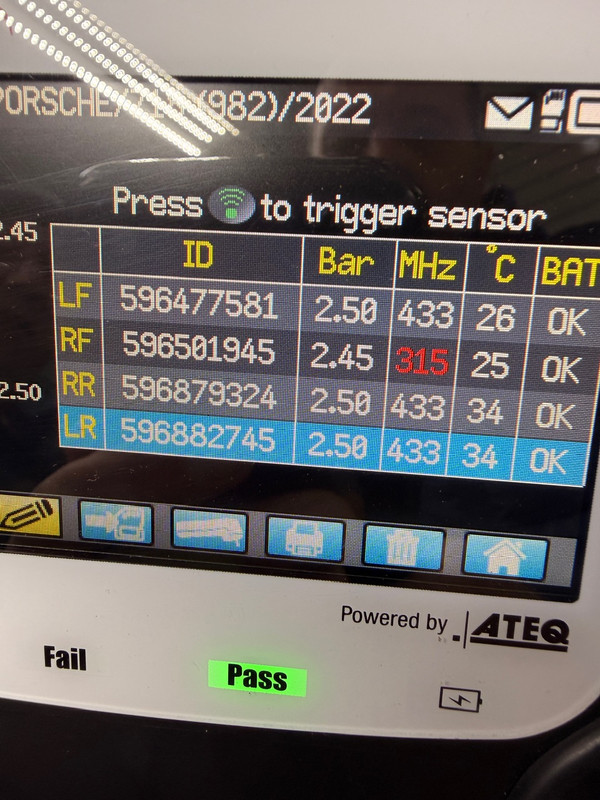 PORSCHE/718 (982)/2022
Press to trigger sensor
2.45
ID Bar MHz °C BAT
LF 596477581 2.50 433 26 OK
RF 596501945 2.45 315 25 OK
2.50
RR 596879324 2.50 433 34 OK
LR 596882745 2.50 433 34 OK
Powered by ATEQ
Fail Pass